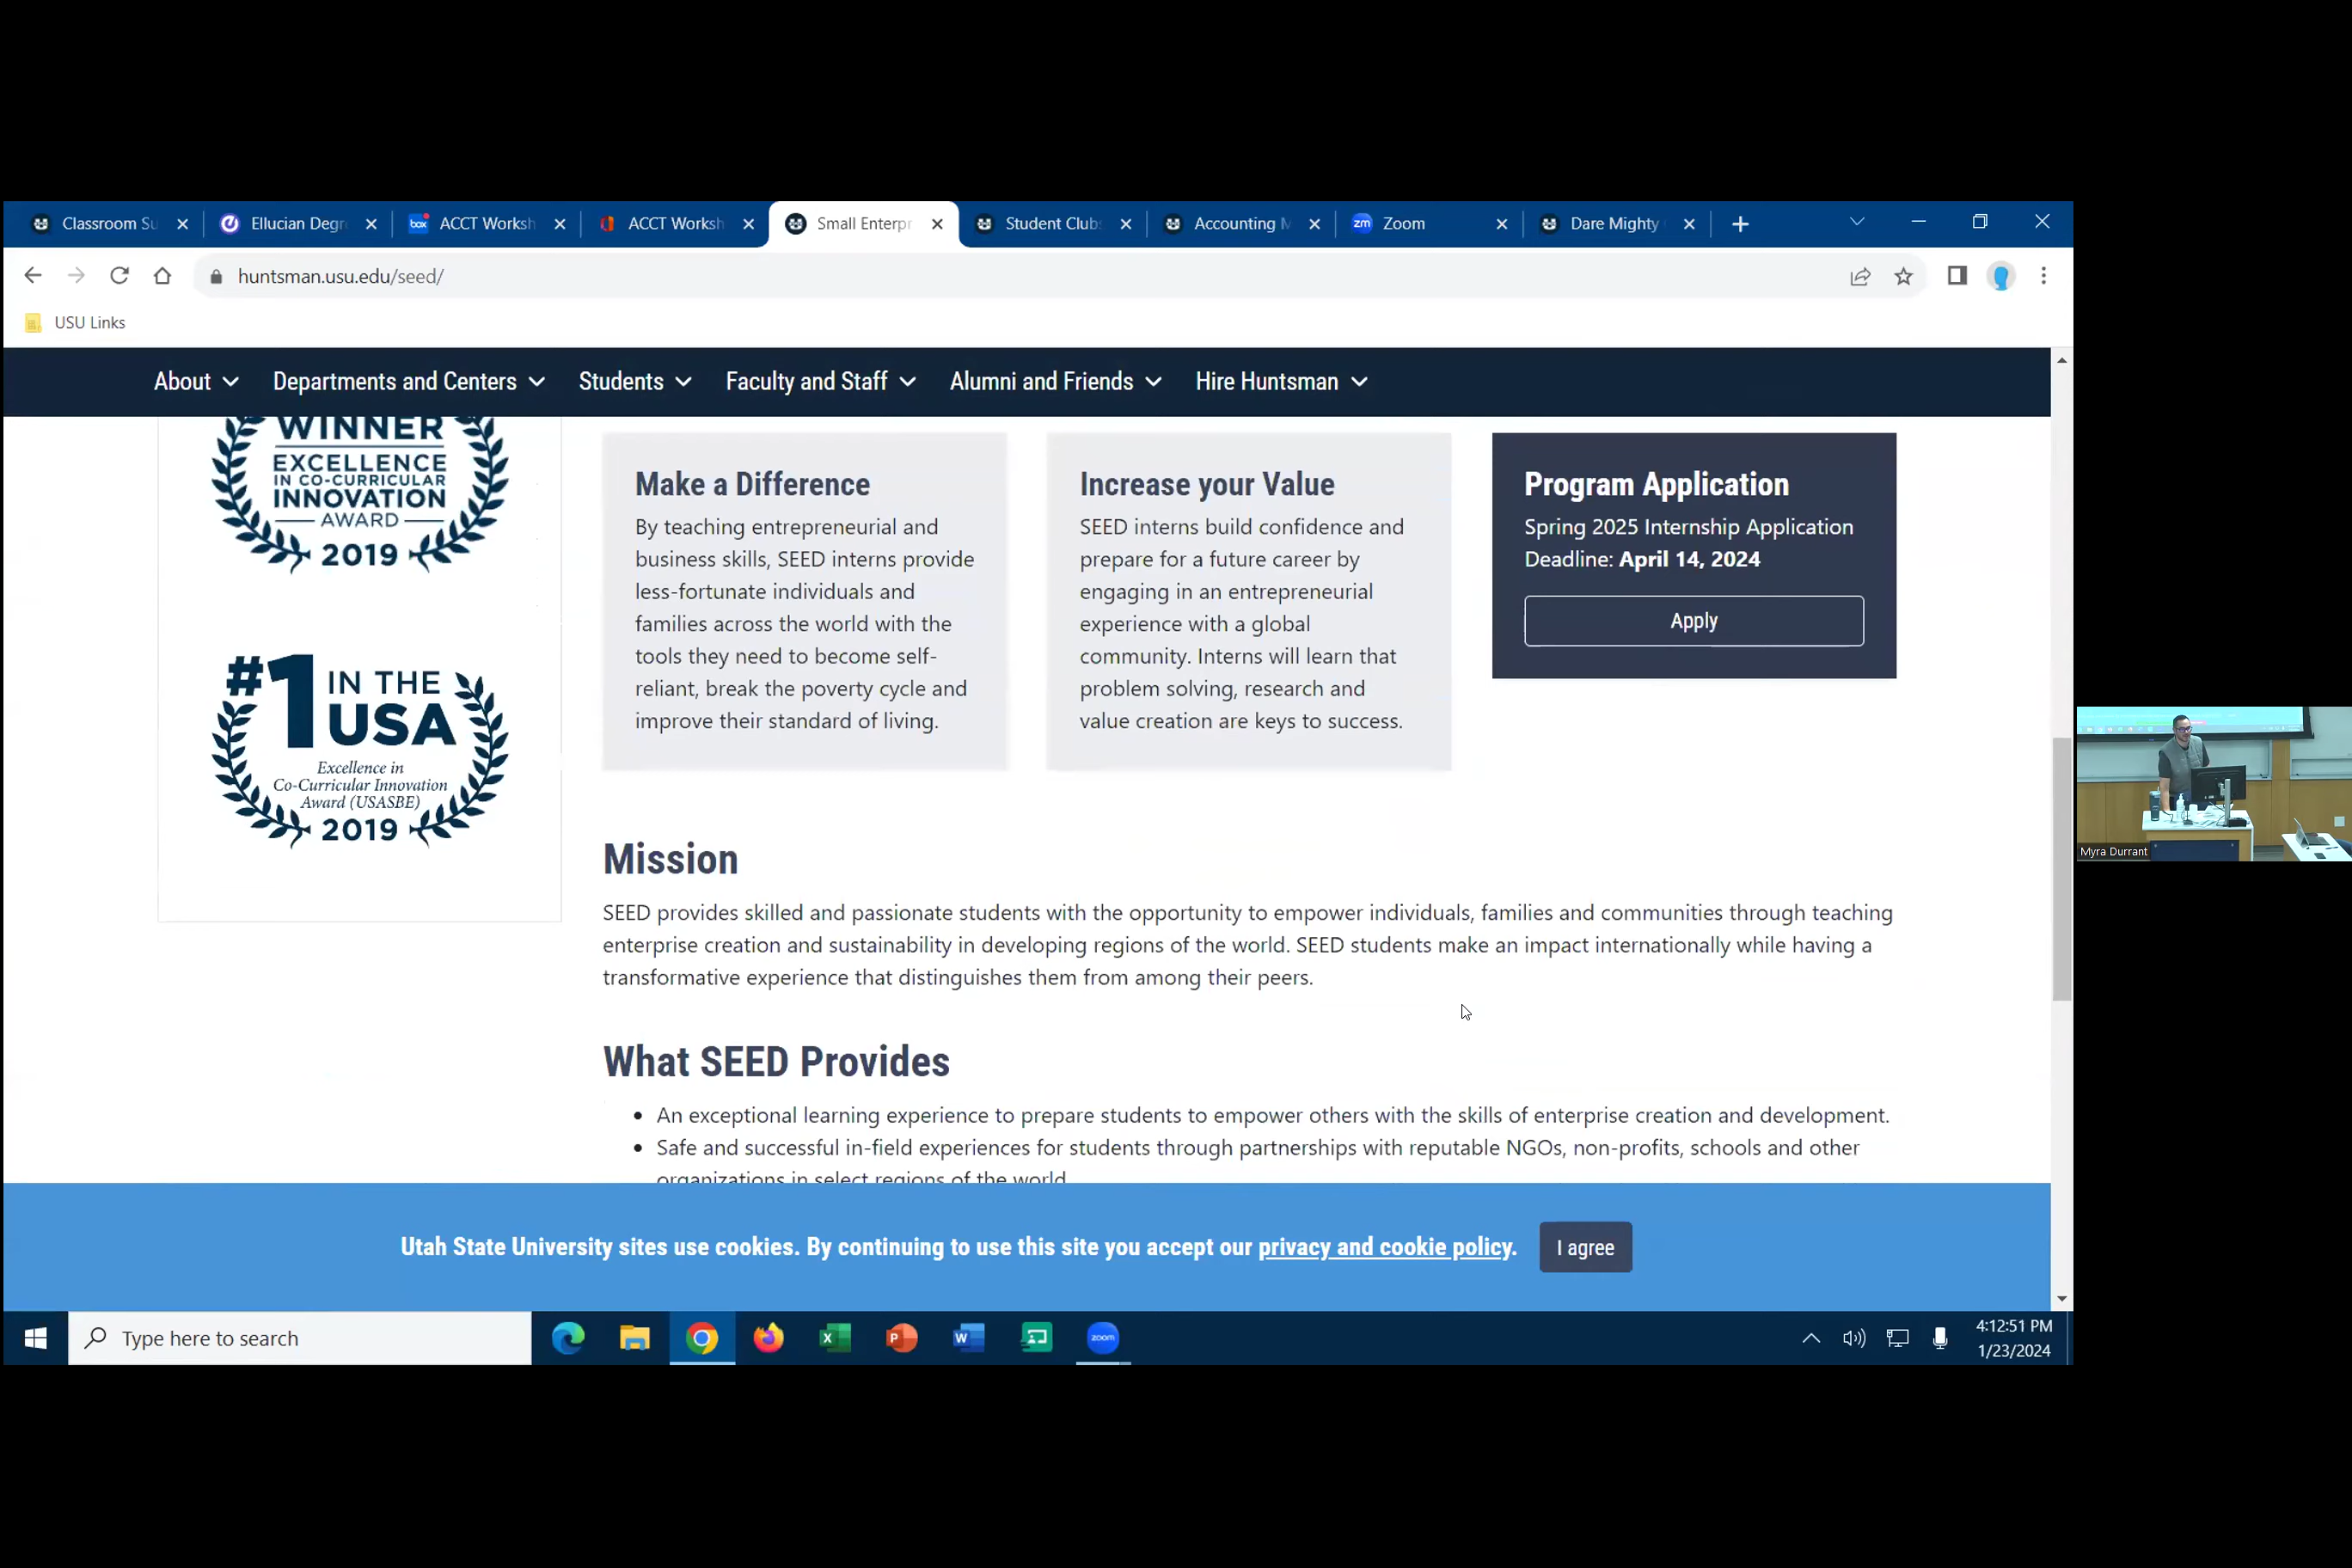 Classroom Su
Ellucian Degr
box
ACCT Worksh
ACCT Worksh
Small Enterpr
Student Club
Accounting M
zm
Zoom
Dare Mighty
huntsman.usu.edu/seed/
USU Links
About
Departments and Centers
Students
Faculty and Staff
Alumni and Friends
Hire Huntsman
WINNER
EXCELLENCE
IN CO-CURRICULAR
INNOVATION
AWARD
2019
#1 IN THE
USA
Excellence in
Co-Curricular Innovation
Award (USASBE)
2019
Make a Difference
By teaching entrepreneurial and
business skills, SEED interns provide
less-fortunate individuals and
families across the world with the
tools they need to become self-
reliant, break the poverty cycle and
improve their standard of living.
Increase your Value
SEED interns build confidence and
prepare for a future career by
engaging in an entrepreneurial
experience with a global
community. Interns will learn that
problem solving, research and
value creation are keys to success.
Program Application
Spring 2025 Internship Application
Deadline: April 14, 2024
Apply
Mission
SEED provides skilled and passionate students with the opportunity to empower individuals, families and communities through teaching
enterprise creation and sustainability in developing regions of the world. SEED students make an impact internationally while having a
transformative experience that distinguishes them from among their peers.
What SEED Provides
• An exceptional learning experience to prepare students to empower others with the skills of enterprise creation and development.
• Safe and successful in-field experiences for students through partnerships with reputable NGOs, non-profits, schools and other
organizations in select regions of the world
Utah State University sites use cookies. By continuing to use this site you accept our privacy and cookie policy.
I agree
Type here to search
X
P
W
zoom
4:12:51 PM
1/23/2024
Myra Durrant